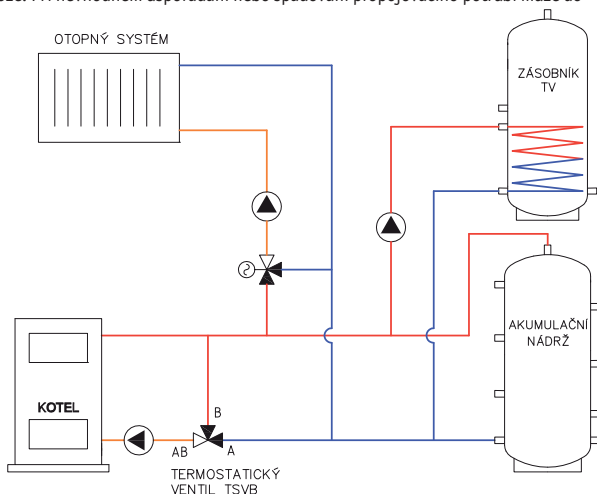 OTOPNÝ SYSTÉM
ZÁSOBNÍK
TV
AKUMULAČNÍ
NÁDRŽ
KOTEL
B
AB
A
TERMOSTATICKÝ
VENTIL TSVB